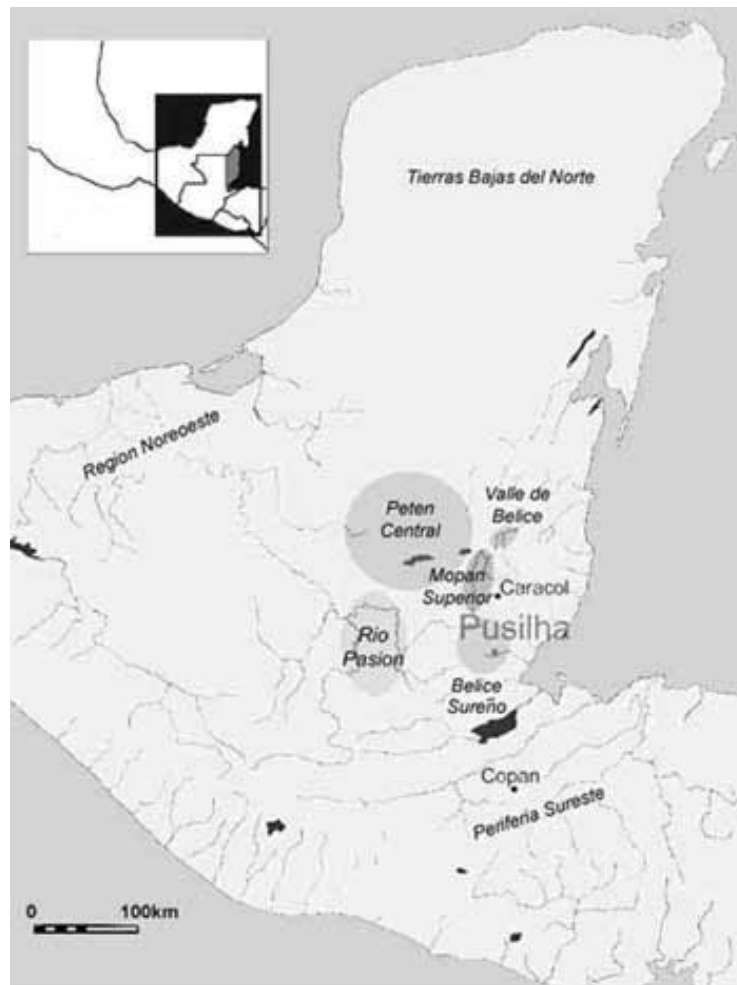 Tierras Bajas del Norte
Region Noreoeste
Peten
Central
Valle de
Belice
Mopan
Superior
Caracol
Pusilha
Rio
Pasion
Belice
Sureño
Copan
Periferia Sureste
0 100km